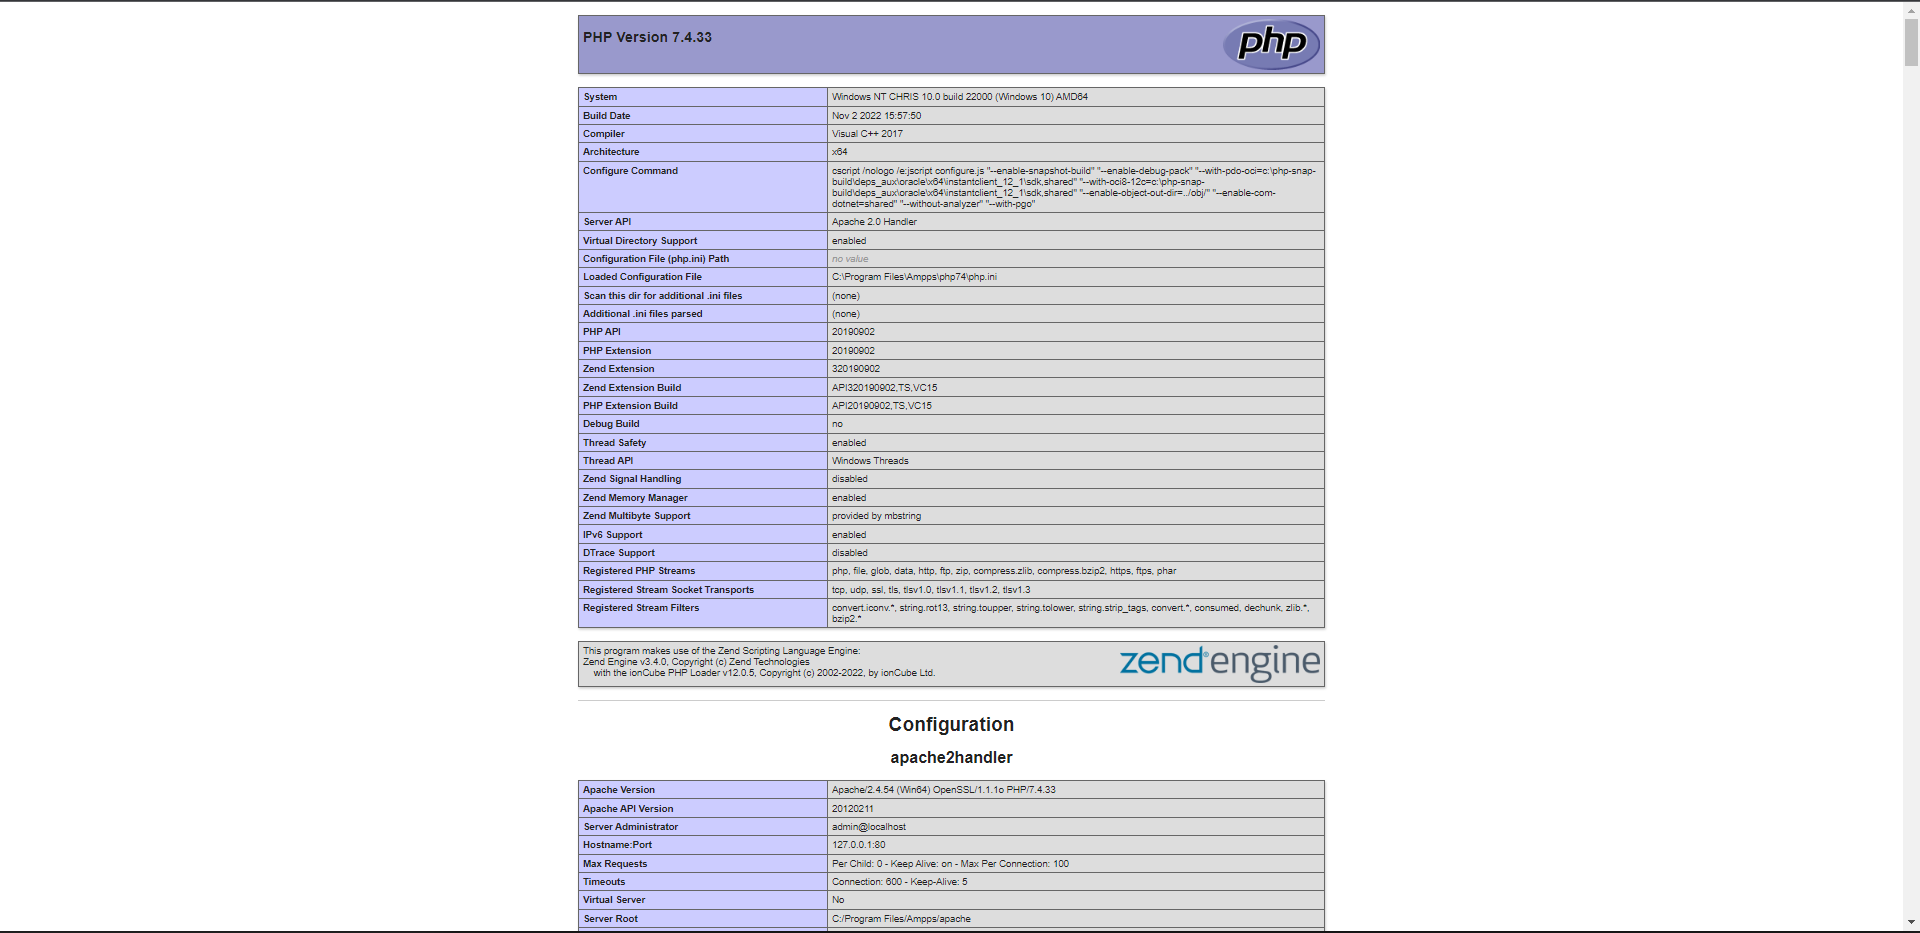 PHP Version 7.4.33
php
System Windows NT CHRIS 10.0 build 22000 (Windows 10) AMD64
Build Date Nov 2 2022 15:57:50
Compiler Visual C++ 2017
Architecture x64
Configure Command cscript /nologo /e:jscript configure.js "--enable-snapshot-build" "--enable-debug-pack" "--with-pdo-oci=c:\php-snap-
build\deps_aux\oracle\x64\instantclient_12_1\sdk,shared" "--with-oci8-12c=c:\php-snap-
build\deps_aux\oracle\x64\instantclient_12_1\sdk,shared" "--enable-object-out-dir=../obj/" "--enable-com-
dotnet=shared" "--without-analyzer" "--with-pgo"
Server API Apache 2.0 Handler
Virtual Directory Support enabled
Configuration File (php.ini) Path no value
Loaded Configuration File C:\Program Files\Ampps\php74\php.ini
Scan this dir for additional .ini files (none)
Additional .ini files parsed (none)
PHP API 20190902
PHP Extension 20190902
Zend Extension 320190902
Zend Extension Build API320190902,TS,VC15
PHP Extension Build API20190902,TS,VC15
Debug Build no
Thread Safety enabled
Thread API Windows Threads
Zend Signal Handling disabled
Zend Memory Manager enabled
Zend Multibyte Support provided by mbstring
IPv6 Support enabled
DTrace Support disabled
Registered PHP Streams php, file, glob, data, http, ftp, zip, compress.zlib, compress.bzip2, https, ftps, phar
Registered Stream Socket Transports tcp, udp, ssl, tls, tlsv1.0, tlsv1.1, tlsv1.2, tlsv1.3
Registered Stream Filters convert.iconv.*, string.rot13, string.toupper, string.tolower, string.strip_tags, convert.*, consumed, dechunk, zlib.*,
bzip2.*
This program makes use of the Zend Scripting Language Engine:
Zend Engine v3.4.0, Copyright (c) Zend Technologies
with the ionCube PHP Loader v12.0.5, Copyright (c) 2002-2022, by ionCube Ltd.
zend® engine
Configuration
apache2handler
Apache Version Apache/2.4.54 (Win64) OpenSSL/1.1.1o PHP/7.4.33
Apache API Version 20120211
Server Administrator admin@localhost
Hostname:Port 127.0.0.1:80
Max Requests Per Child: 0 - Keep Alive: on - Max Per Connection: 100
Timeouts Connection: 600 - Keep-Alive: 5
Virtual Server No
Server Root C:/Program Files/Ampps/apache